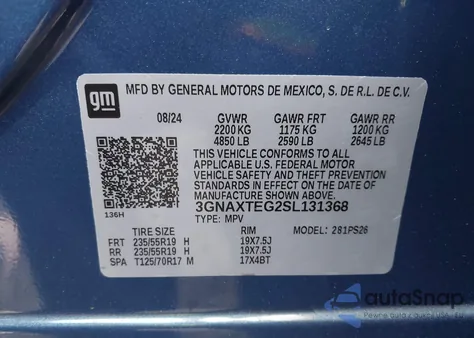 gm
MFD BY GENERAL MOTORS DE MEXICO, S. DE R.L. DE C.V.
08/24 GVWR GAWR FRT GAWR RR
2200 KG 1175 KG 1200 KG
4850 LB 2590 LB 2645 LB
THIS VEHICLE CONFORMS TO ALL
APPLICABLE U.S. FEDERAL MOTOR
VEHICLE SAFETY AND THEFT PREVENTION
STANDARDS IN EFFECT ON THE DATE OF
MANUFACTURE SHOWN ABOVE.
3GNAXTEG2SL131368
136H
TYPE: MPV MODEL: 281PS26
TIRE SIZE RIM
FRT 235/55R19 H 19X7.5J
RR 235/55R19 H 19X7.5J
SPA T125/70R17 M 17X4BT
autoSnap